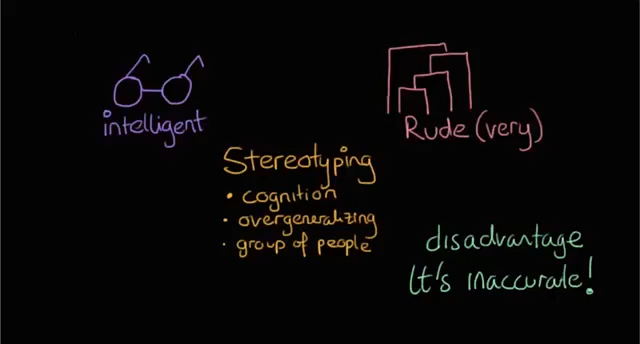 intelligent
Rude (very)
Stereotyping
• cognition
• overgeneralizing
• group of people
disadvantage
It's inaccurate!